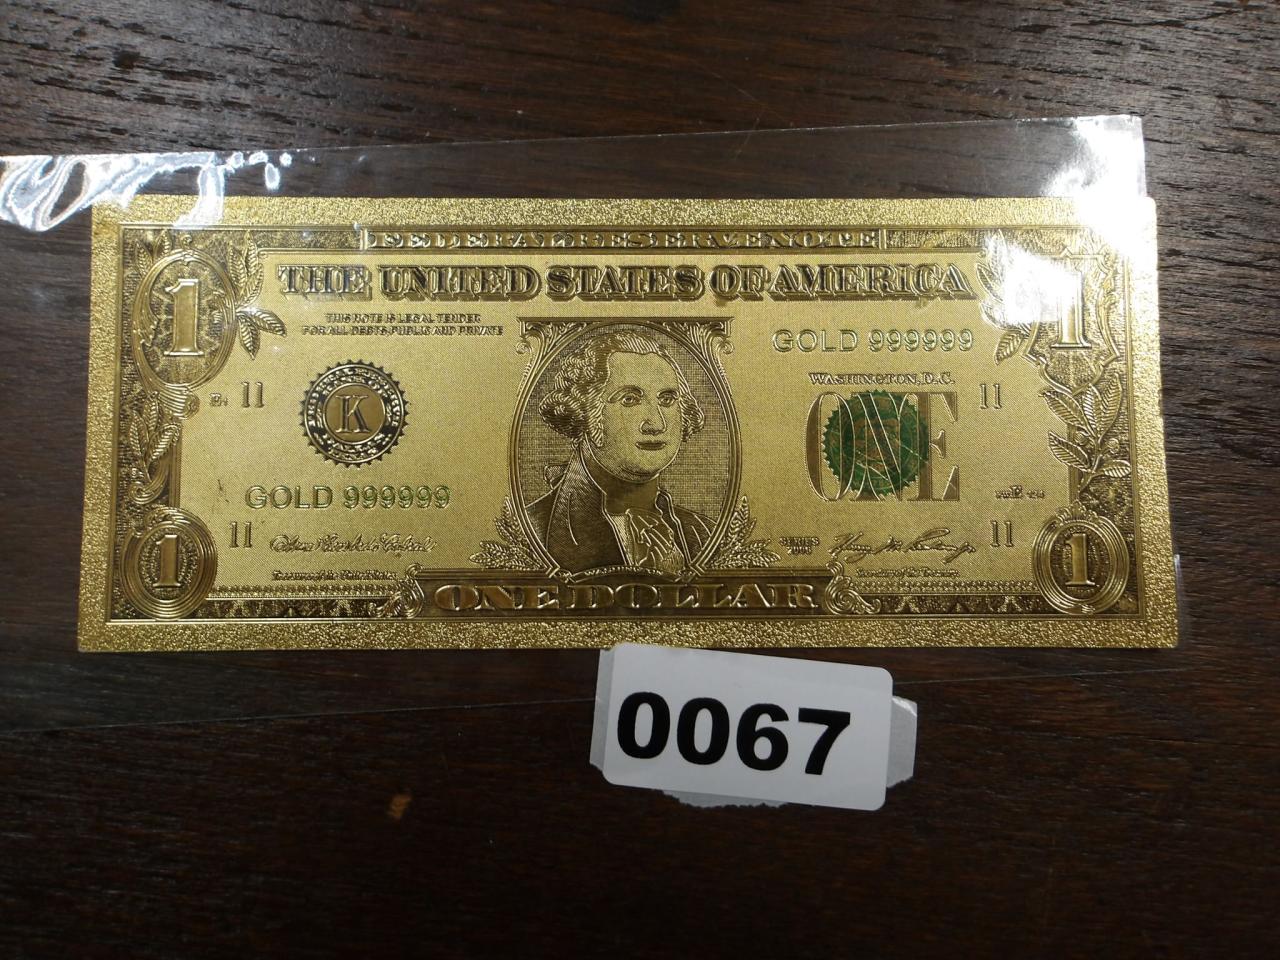 FEDERAL RESERVE NOTE
THE UNITED STATES OF AMERICA
1
1
THIS NOTE IS LEGAL TENDER
FOR ALL DEBTS PUBLIC AND PRIVATE
GOLD 999999
WASHINGTON, D.C.
11
11
K
ONE
GOLD 999999
11
11
SERIES
1
1
ONE DOLLAR
0067